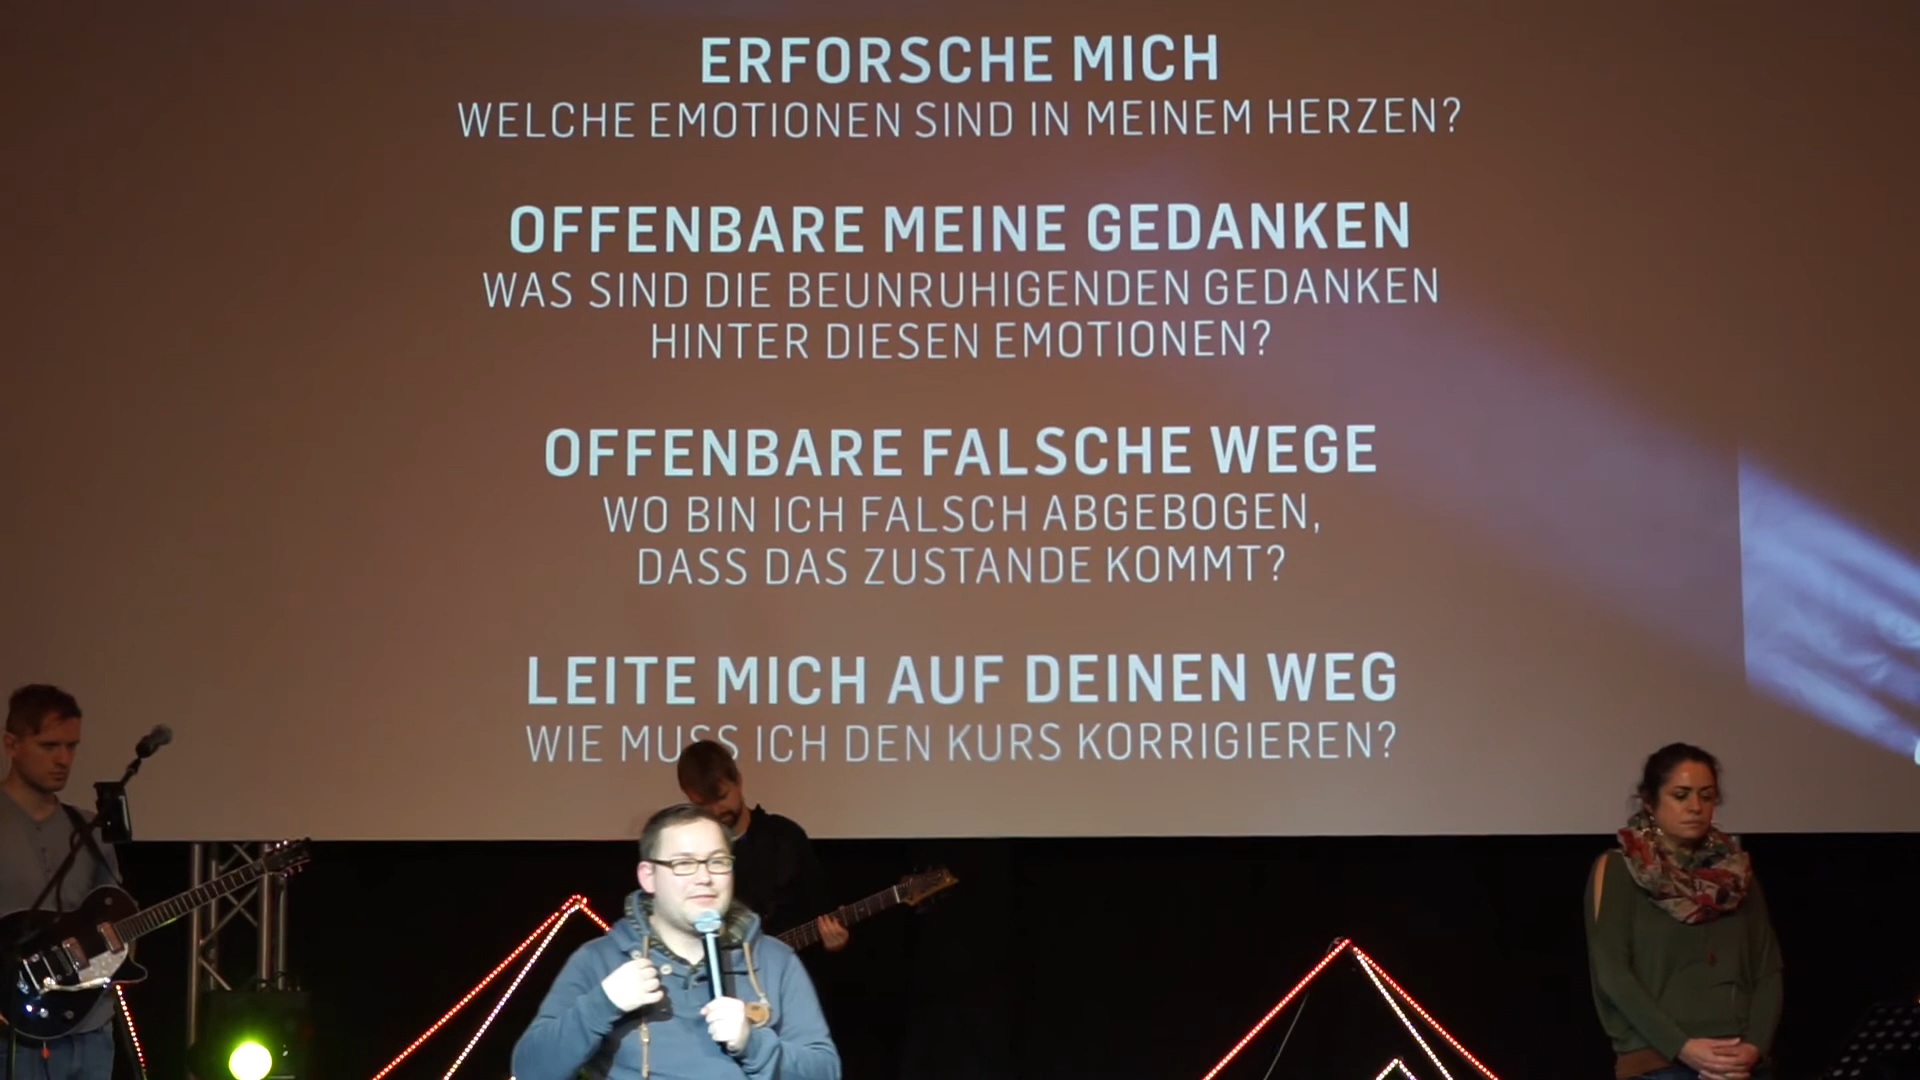 ERFORSCHE MICH
WELCHE EMOTIONEN SIND IN MEINEM HERZEN?
OFFENBARE MEINE GEDANKEN
WAS SIND DIE BEUNRUHIGENDEN GEDANKEN
HINTER DIESEN EMOTIONEN?
OFFENBARE FALSCHE WEGE
WO BIN ICH FALSCH ABGEBOGEN,
DASS DAS ZUSTANDE KOMMT?
LEITE MICH AUF DEINEN WEG
WIE MUSS ICH DEN KURS KORRIGIEREN?